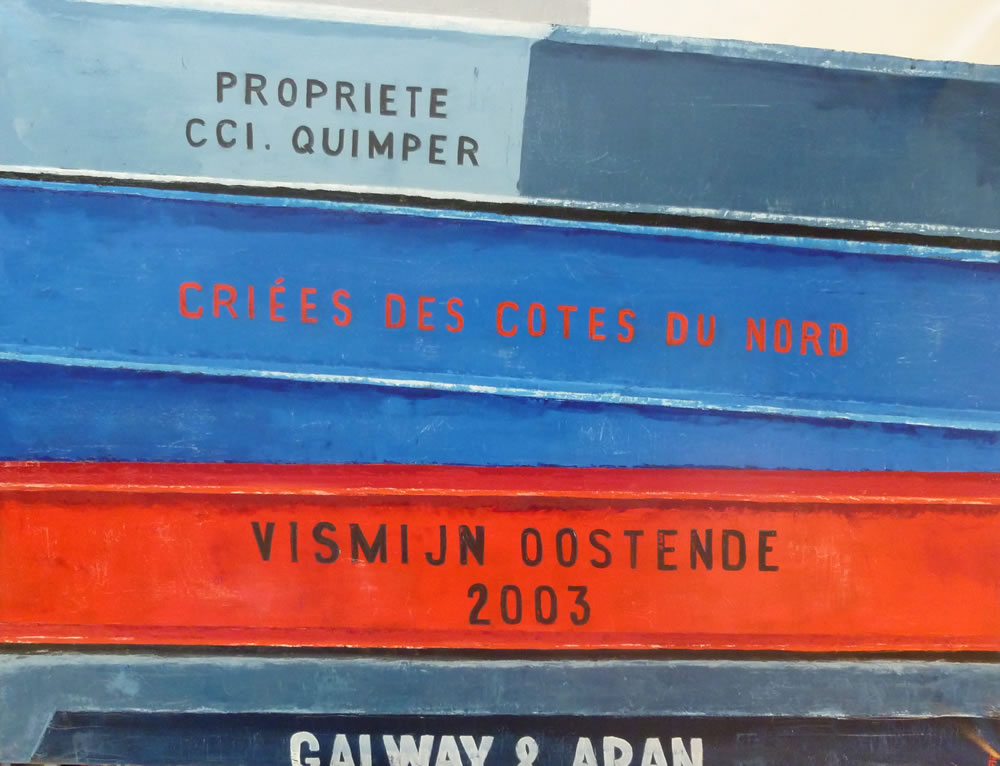 PROPRIETE
CCI. QUIMPER
CRIÉES DES COTES DU NORD
VISMIJN OOSTENDE
2003
GALWAY & ARAN